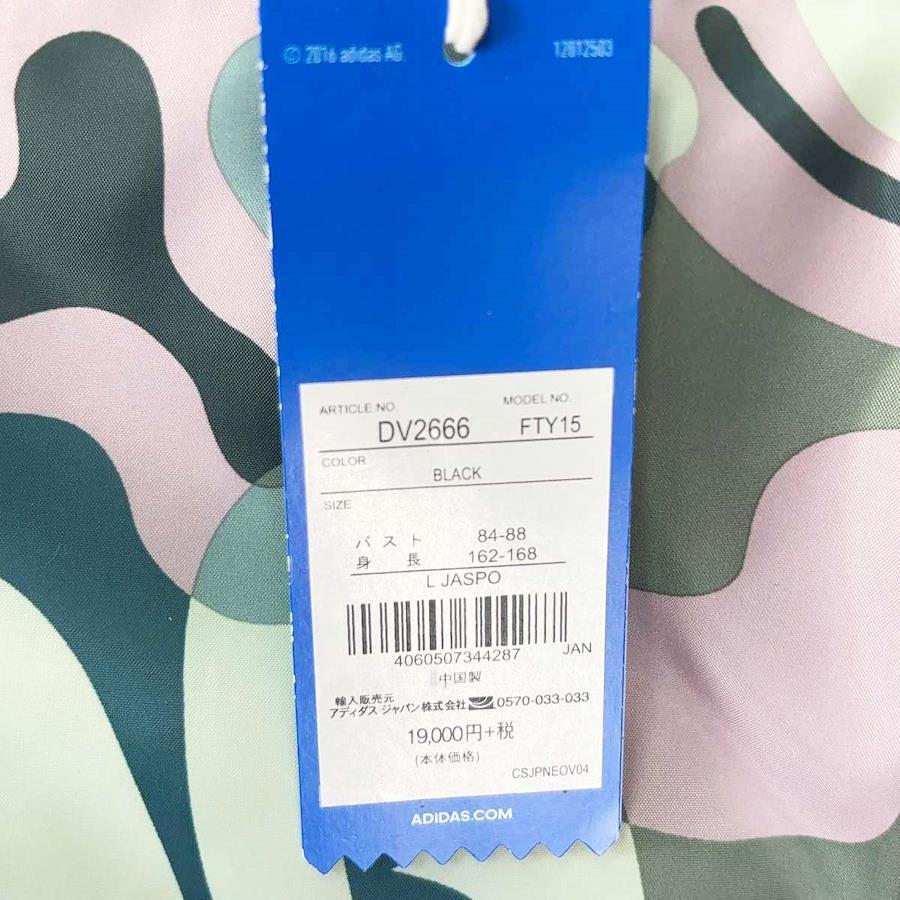 © 2016 adidas AG. 12012503
ARTICLE NO. MODEL NO.
DV2666 FTY15
COLOR
BLACK
SIZE
バスト 84-88
身長 162-168
L JASPO
4060507344287 JAN
中国製
輸入販売元
アディダス ジャパン株式会社 0570-033-033
19,000円+税
(本体価格)
CSJPNEOV04
ADIDAS.COM